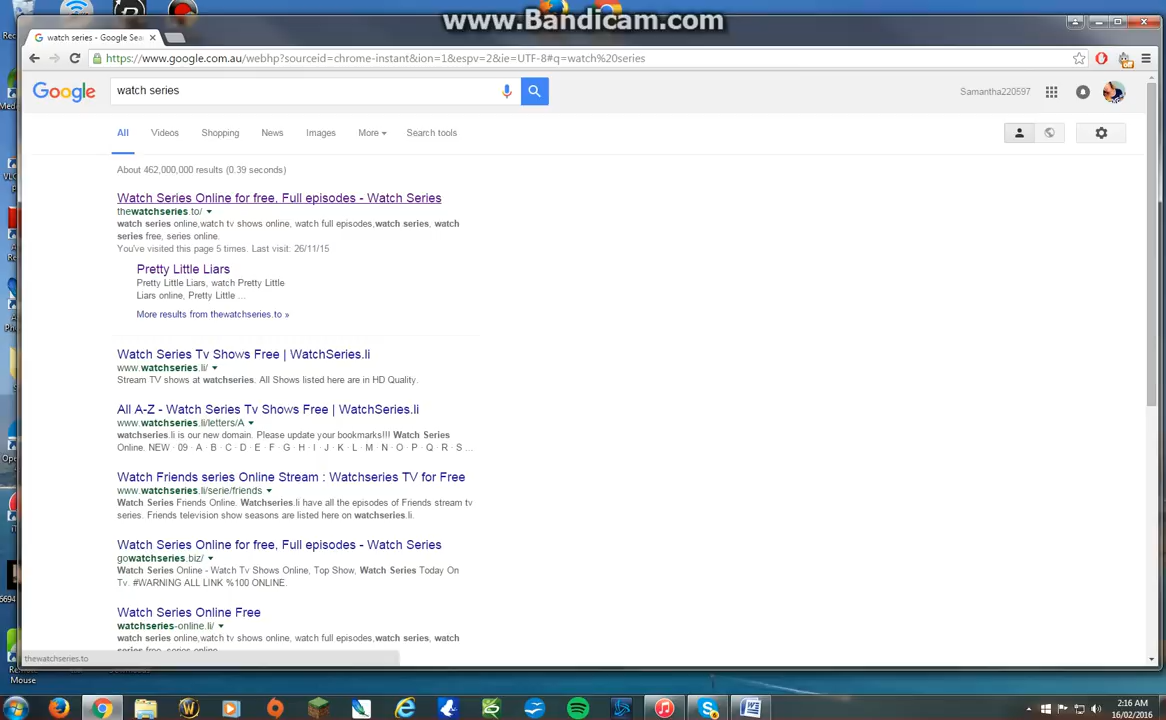 www.Bandicam.com
watch series - Google Sea
https://www.google.com.au/webhp?sourceid=chrome-instant&ion=1&espv=2&ie=UTF-8#q=watch%20series
Google
watch series
Samantha220597
All Videos Shopping News Images More Search tools
About 462,000,000 results (0.39 seconds)
Watch Series Online for free, Full episodes - Watch Series
thewatchseries.to/
watch series online,watch tv shows online, watch full episodes,watch series, watch
series free, series online.
You've visited this page 5 times. Last visit: 26/11/15
Pretty Little Liars
Pretty Little Liars, watch Pretty Little
Liars online, Pretty Little ...
More results from thewatchseries.to »
Watch Series Tv Shows Free | WatchSeries.li
www.watchseries.li/
Stream TV shows at watchseries. All Shows listed here are in HD Quality.
All A-Z - Watch Series Tv Shows Free | WatchSeries.li
www.watchseries.li/letters/A
watchseries.li is our new domain. Please update your bookmarks!!! Watch Series
Online. NEW · 09 · A · B · C · D · E · F · G · H · I · J · K · L · M · N · O · P · Q · R · S ...
Watch Friends series Online Stream : Watchseries TV for Free
www.watchseries.li/serie/friends
Watch Series Friends Online. Watchseries.li have all the episodes of Friends stream tv
series. Friends television show seasons are listed here on watchseries.li.
Watch Series Online for free, Full episodes - Watch Series
gowatchseries.biz/
Watch Series Online - Watch Tv Shows Online, Top Show, Watch Series Today On
Tv. #WARNING ALL LINK %100 ONLINE.
Watch Series Online Free
watchseries-online.li/
watch series online,watch tv shows online, watch full episodes,watch series, watch
series free, series online.
thewatchseries.to
Mouse
2:16 AM
16/02/2016